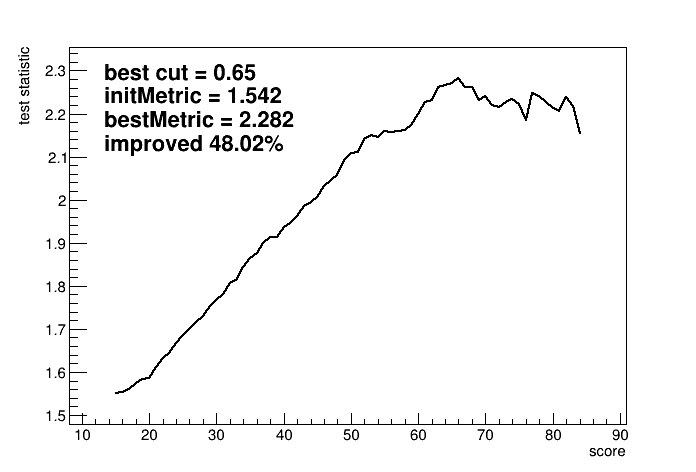 test statistic
best cut = 0.65
initMetric = 1.542
bestMetric = 2.282
improved 48.02%
2.3
2.2
2.1
2
1.9
1.8
1.7
1.6
1.5
10 20 30 40 50 60 70 80 90
score